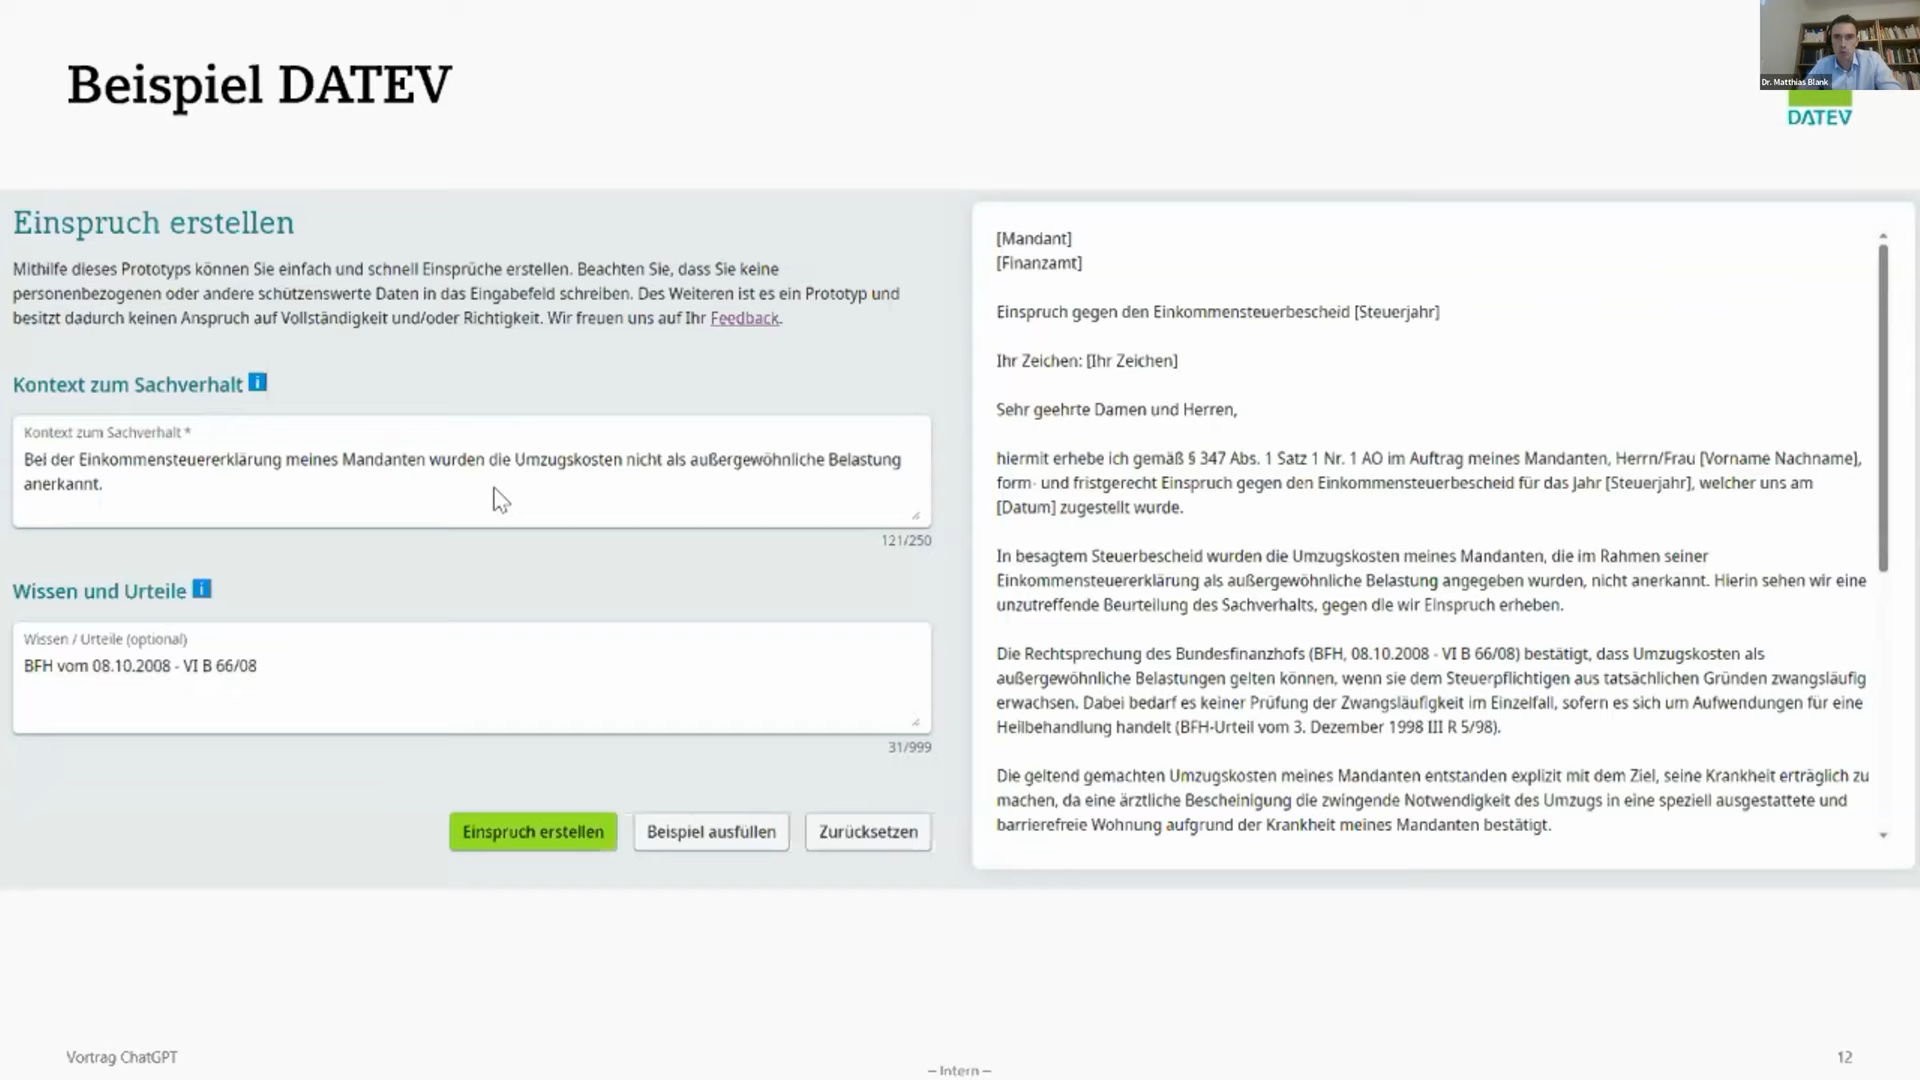 Beispiel DATEV
Dr. Matthias Blank
DATEV
Einspruch erstellen
Mithilfe dieses Prototyps können Sie einfach und schnell Einsprüche erstellen. Beachten Sie, dass Sie keine
personenbezogenen oder andere schützenswerte Daten in das Eingabefeld schreiben. Des Weiteren ist es ein Prototyp und
besitzt dadurch keinen Anspruch auf Vollständigkeit und/oder Richtigkeit. Wir freuen uns auf Ihr Feedback.
Kontext zum Sachverhalt i
Kontext zum Sachverhalt *
Bei der Einkommensteuererklärung meines Mandanten wurden die Umzugskosten nicht als außergewöhnliche Belastung
anerkannt.
121/250
Wissen und Urteile i
Wissen / Urteile (optional)
BFH vom 08.10.2008 - VI B 66/08
31/999
Einspruch erstellen
Beispiel ausfüllen
Zurücksetzen
[Mandant]
[Finanzamt]
Einspruch gegen den Einkommensteuerbescheid [Steuerjahr]
Ihr Zeichen: [Ihr Zeichen]
Sehr geehrte Damen und Herren,
hiermit erhebe ich gemäß § 347 Abs. 1 Satz 1 Nr. 1 AO im Auftrag meines Mandanten, Herrn/Frau [Vorname Nachname],
form- und fristgerecht Einspruch gegen den Einkommensteuerbescheid für das Jahr [Steuerjahr], welcher uns am
[Datum] zugestellt wurde.
In besagtem Steuerbescheid wurden die Umzugskosten meines Mandanten, die im Rahmen seiner
Einkommensteuererklärung als außergewöhnliche Belastung angegeben wurden, nicht anerkannt. Hierin sehen wir eine
unzutreffende Beurteilung des Sachverhalts, gegen die wir Einspruch erheben.
Die Rechtsprechung des Bundesfinanzhofs (BFH, 08.10.2008 - VI B 66/08) bestätigt, dass Umzugskosten als
außergewöhnliche Belastungen gelten können, wenn sie dem Steuerpflichtigen aus tatsächlichen Gründen zwangsläufig
erwachsen. Dabei bedarf es keiner Prüfung der Zwangsläufigkeit im Einzelfall, sofern es sich um Aufwendungen für eine
Heilbehandlung handelt (BFH-Urteil vom 3. Dezember 1998 III R 5/98).
Die geltend gemachten Umzugskosten meines Mandanten entstanden explizit mit dem Ziel, seine Krankheit erträglich zu
machen, da eine ärztliche Bescheinigung die zwingende Notwendigkeit des Umzugs in eine speziell ausgestattete und
barrierefreie Wohnung aufgrund der Krankheit meines Mandanten bestätigt.
Vortrag ChatGPT
– Intern –
12